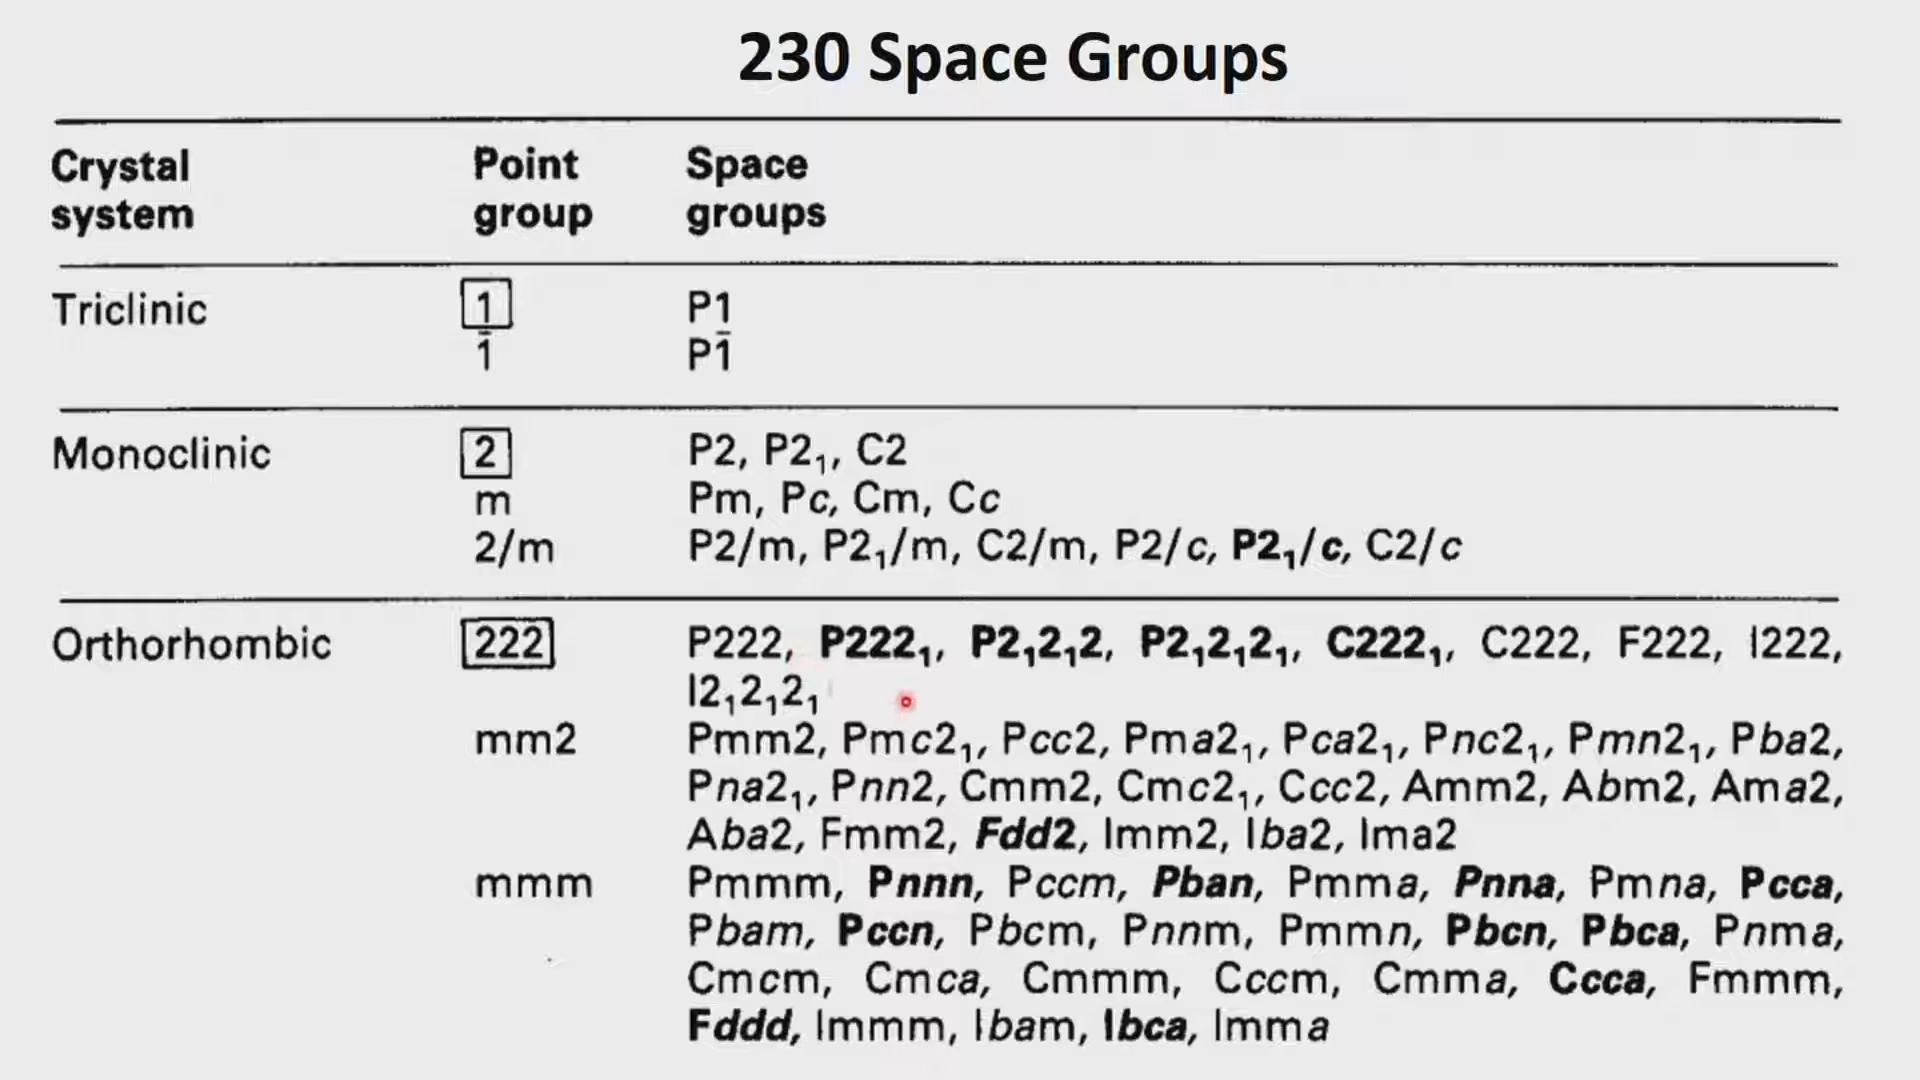 230 Space Groups
Crystal system Point group Space groups
Triclinic 1 P1
1̄ P1̄
Monoclinic 2 P2, P2₁, C2
m Pm, Pc, Cm, Cc
2/m P2/m, P2₁/m, C2/m, P2/c, P2₁/c, C2/c
Orthorhombic 222 P222, P222₁, P2₁2₁2, P2₁2₁2₁, C222₁, C222, F222, I222,
I2₁2₁2₁
mm2 Pmm2, Pmc2₁, Pcc2, Pma2₁, Pca2₁, Pnc2₁, Pmn2₁, Pba2,
Pna2₁, Pnn2, Cmm2, Cmc2₁, Ccc2, Amm2, Abm2, Ama2,
Aba2, Fmm2, Fdd2, Imm2, Iba2, Ima2
mmm Pmmm, Pnnn, Pccm, Pban, Pmma, Pnna, Pmna, Pcca,
Pbam, Pccn, Pbcm, Pnnm, Pmmn, Pbcn, Pbca, Pnma,
Cmcm, Cmca, Cmmm, Cccm, Cmma, Ccca, Fmmm,
Fddd, Immm, Ibam, Ibca, Imma